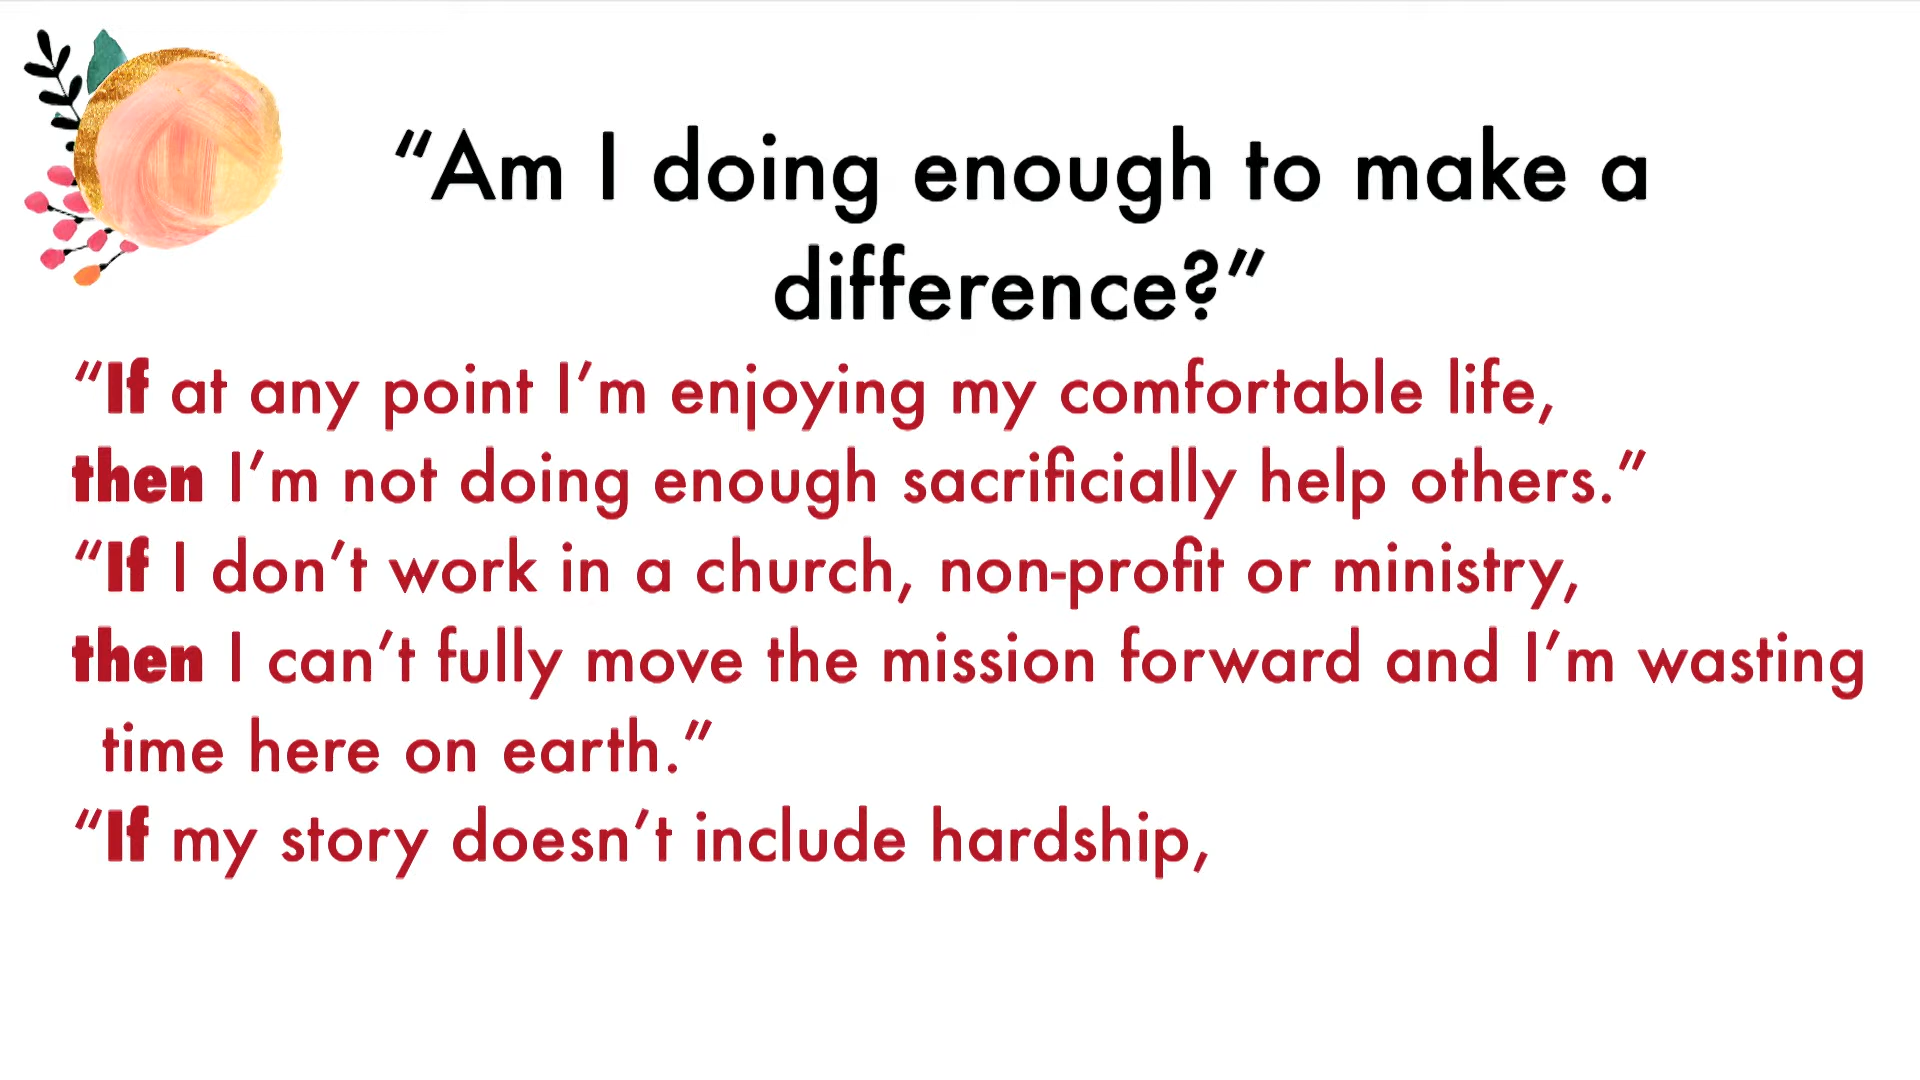 “Am I doing enough to make a
difference?”
“If at any point I’m enjoying my comfortable life,
then I’m not doing enough sacrificially help others.”
“If I don’t work in a church, non-profit or ministry,
then I can’t fully move the mission forward and I’m wasting
time here on earth.”
“If my story doesn’t include hardship,